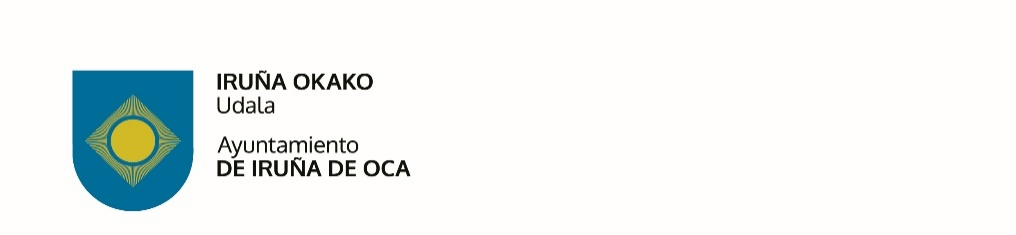 IRUÑA OKAKO
Udala
Ayuntamiento
DE IRUÑA DE OCA